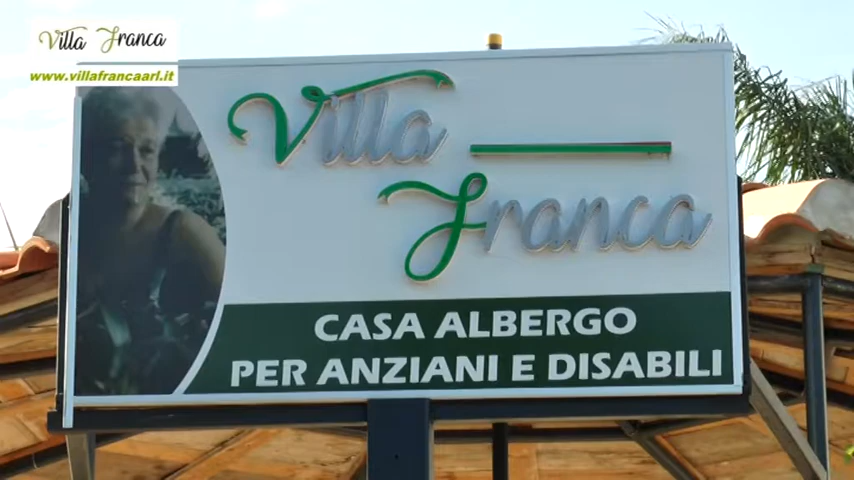 Villa Franca
www.villafrancaarl.it
Villa
Franca
CASA ALBERGO
PER ANZIANI E DISABILI